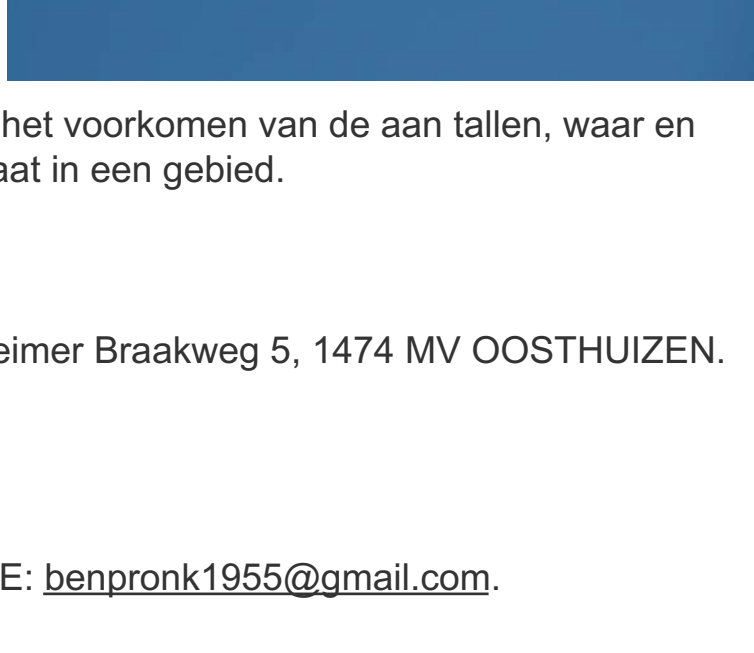 het voorkomen van de aan tallen, waar en
aat in een gebied.
eimer Braakweg 5, 1474 MV OOSTHUIZEN.
E: benpronk1955@gmail.com.